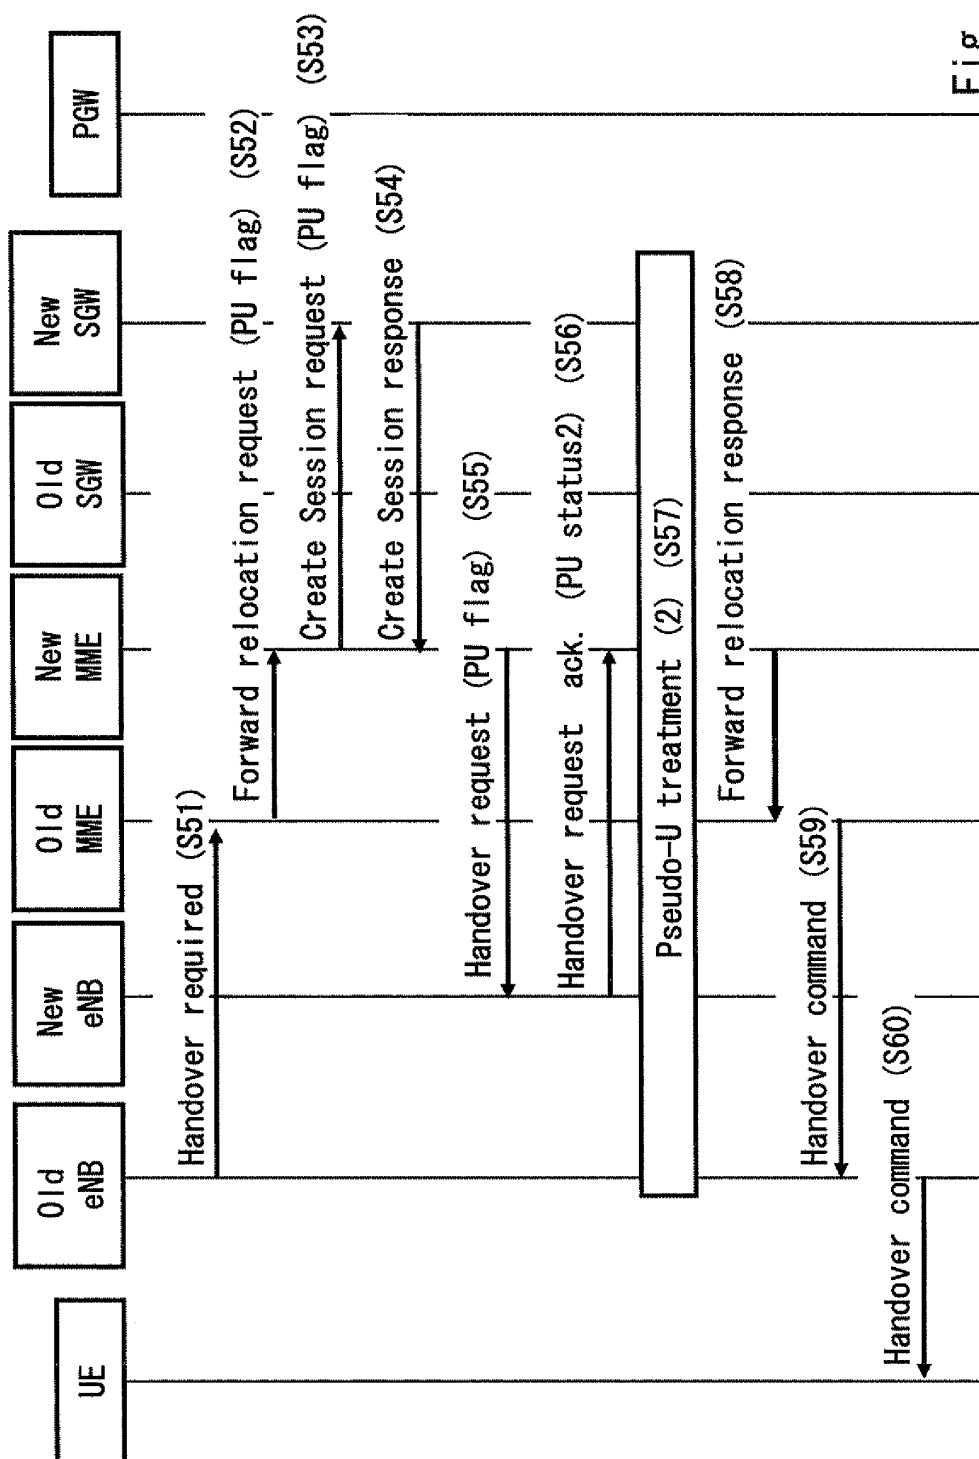 UE
Old
eNB
New
eNB
Old
MME
New
MME
Old
SGW
New
SGW
PGW
Handover required (S51)
Forward relocation request (PU flag) (S52)
Create Session request (PU flag) (S53)
Create Session response (S54)
Handover request (PU flag) (S55)
Handover request ack. (PU status2) (S56)
Pseudo-U treatment (2) (S57)
Forward relocation response (S58)
Handover command (S59)
Handover command (S60)
Fig